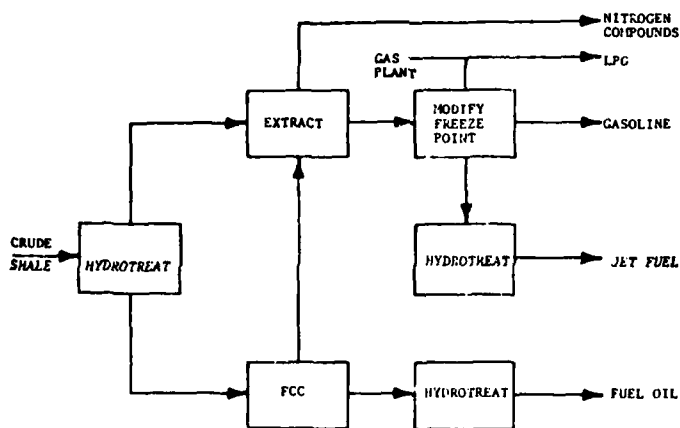 NITROGEN
COMPOUNDS
GAS
PLANT
LPG
EXTRACT
MODIFY
FREEZE
POINT
GASOLINE
CRUDE
SHALE
HYDROTREAT
HYDROTREAT
JET FUEL
FCC
HYDROTREAT
FUEL OIL